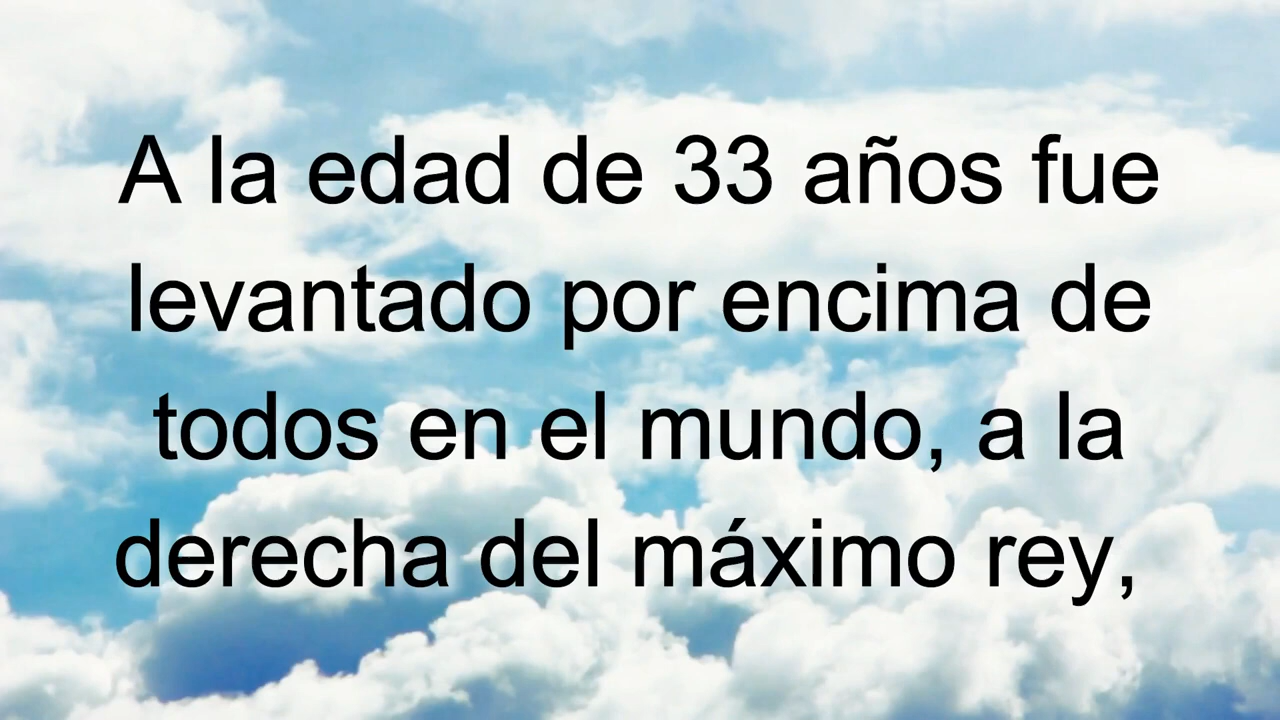 A la edad de 33 años fue
levantado por encima de
todos en el mundo, a la
derecha del máximo rey,